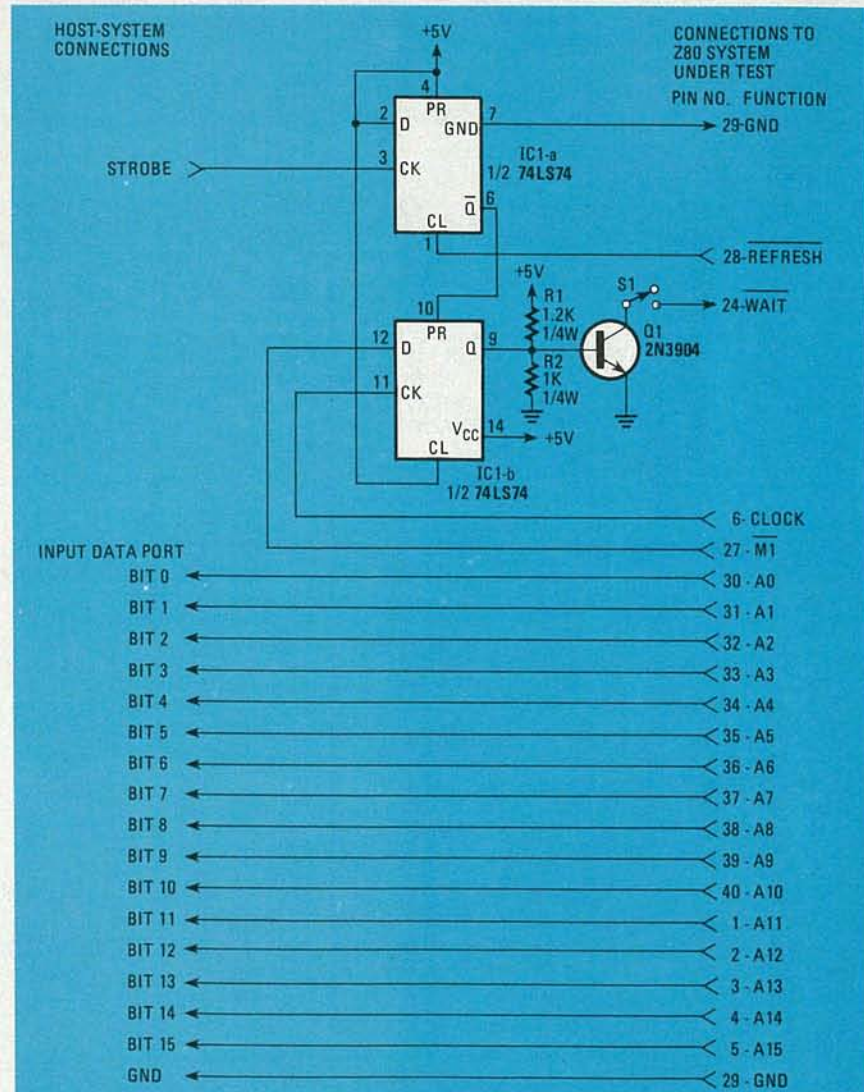 HOST-SYSTEM
CONNECTIONS
+5V
CONNECTIONS TO
Z80 SYSTEM
UNDER TEST
PIN NO. FUNCTION
4
PR
2
D
GND
7
29-GND
IC1-a
1/2 74LS74
STROBE
3
CK
Q̅
6
CL
1
28-R̅E̅F̅R̅E̅S̅H̅
+5V
S1
10
R1
1.2K
1/4W
24-W̅A̅I̅T̅
12
D
PR
Q
9
Q1
2N3904
11
CK
R2
1K
1/4W
VCC
14
+5V
CL
IC1-b
1/2 74LS74
6- CLOCK
27 - M̅1̅
INPUT DATA PORT
BIT 0
30 - A0
BIT 1
31 - A1
BIT 2
32 - A2
BIT 3
33 - A3
BIT 4
34 - A4
BIT 5
35 - A5
BIT 6
36 - A6
BIT 7
37 - A7
BIT 8
38 - A8
BIT 9
39 - A9
BIT 10
40 - A10
BIT 11
1 - A11
BIT 12
2 - A12
BIT 13
3 - A13
BIT 14
4 - A14
BIT 15
5 - A15
GND
29 - GND